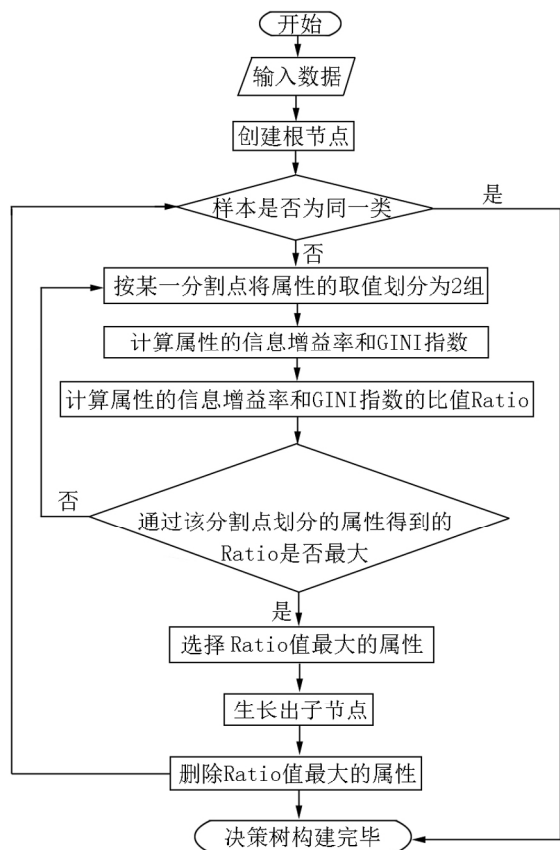 开始
输入数据
创建根节点
样本是否为同一类
是
否
按某一分割点将属性的取值划分为2组
计算属性的信息增益率和GINI指数
计算属性的信息增益率和GINI指数的比值Ratio
否
通过该分割点划分的属性得到的
Ratio是否最大
是
选择Ratio值最大的属性
生长出子节点
删除Ratio值最大的属性
决策树构建完毕